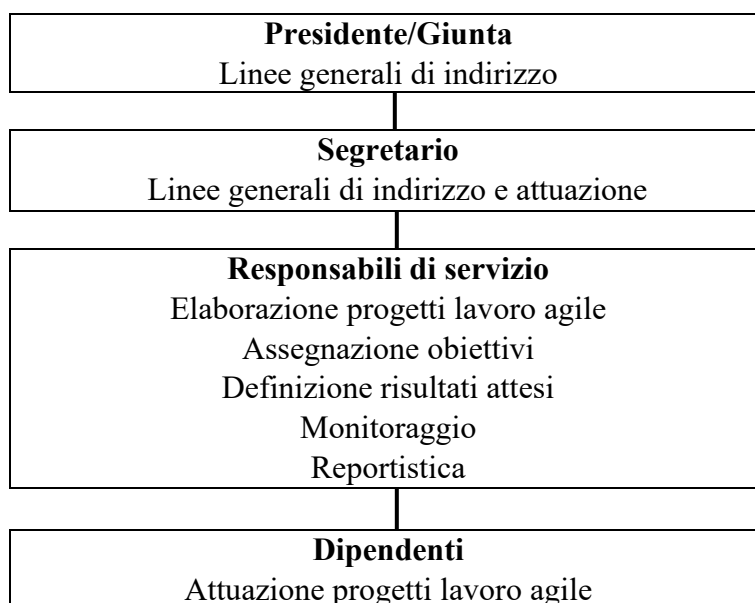 Presidente/Giunta
Linee generali di indirizzo
Segretario
Linee generali di indirizzo e attuazione
Responsabili di servizio
Elaborazione progetti lavoro agile
Assegnazione obiettivi
Definizione risultati attesi
Monitoraggio
Reportistica
Dipendenti
Attuazione progetti lavoro agile